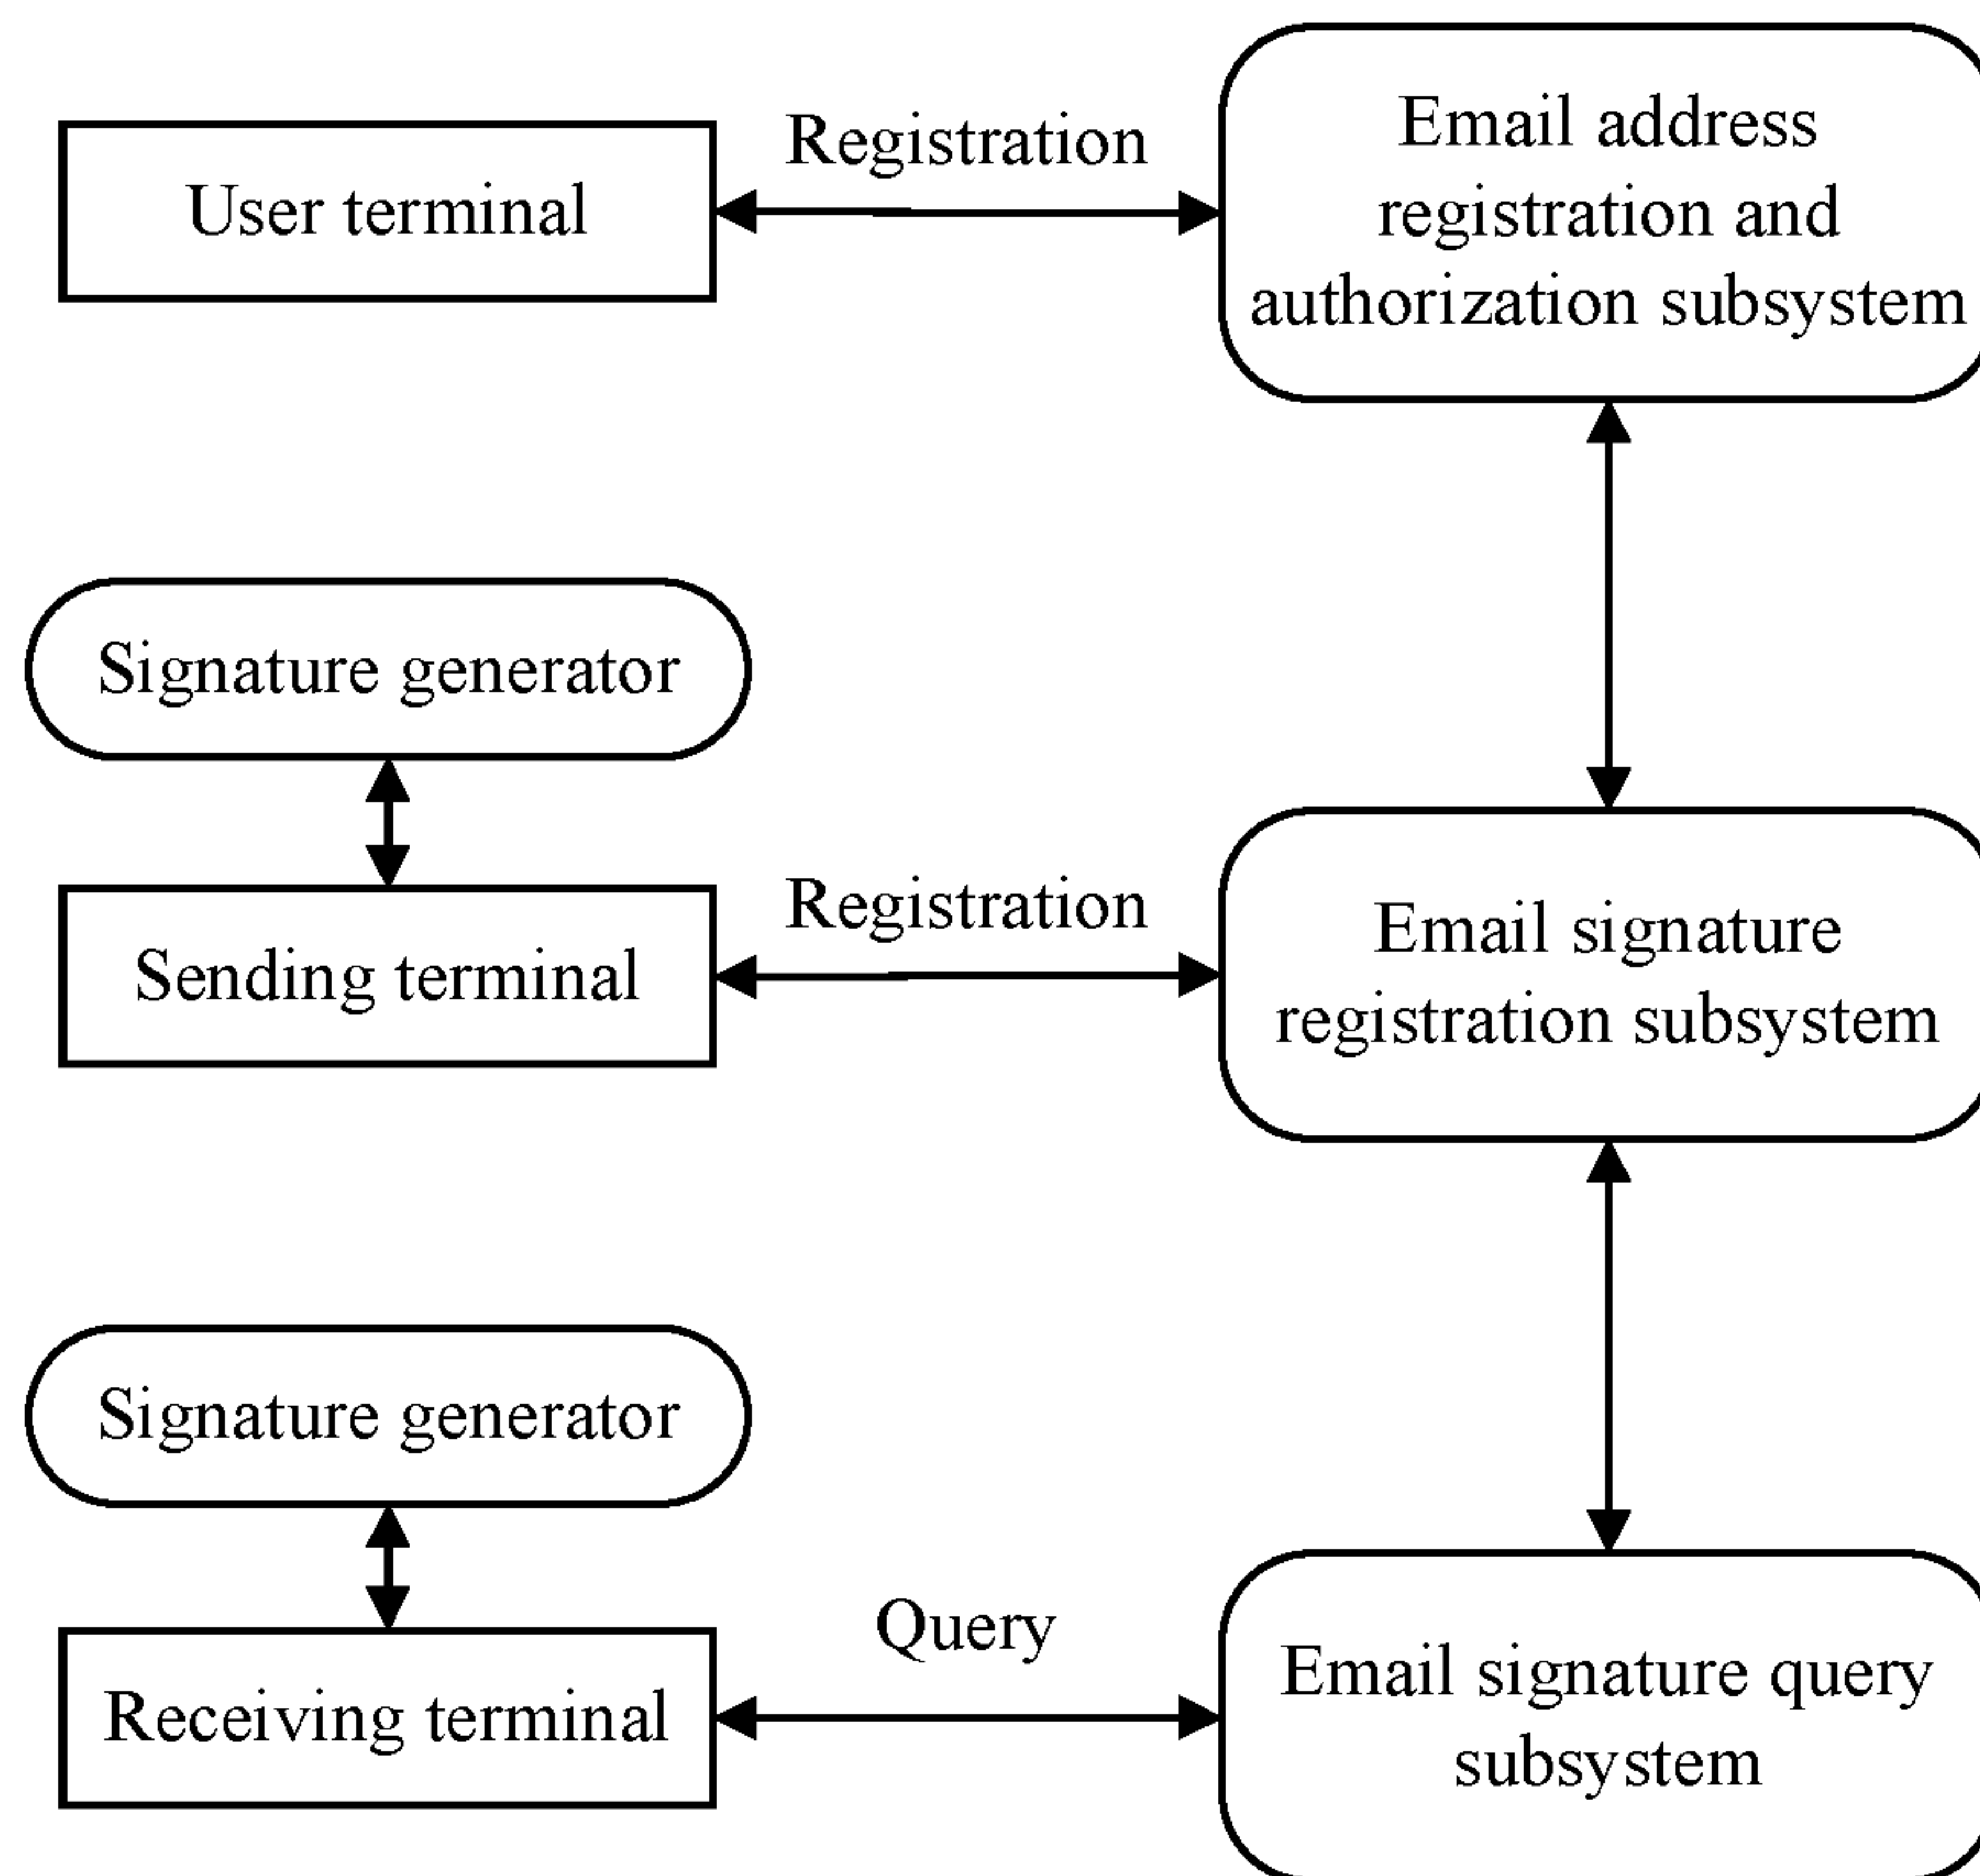 User terminal
Registration
Email address
registration and
authorization subsystem
Signature generator
Sending terminal
Registration
Email signature
registration subsystem
Signature generator
Receiving terminal
Query
Email signature query
subsystem